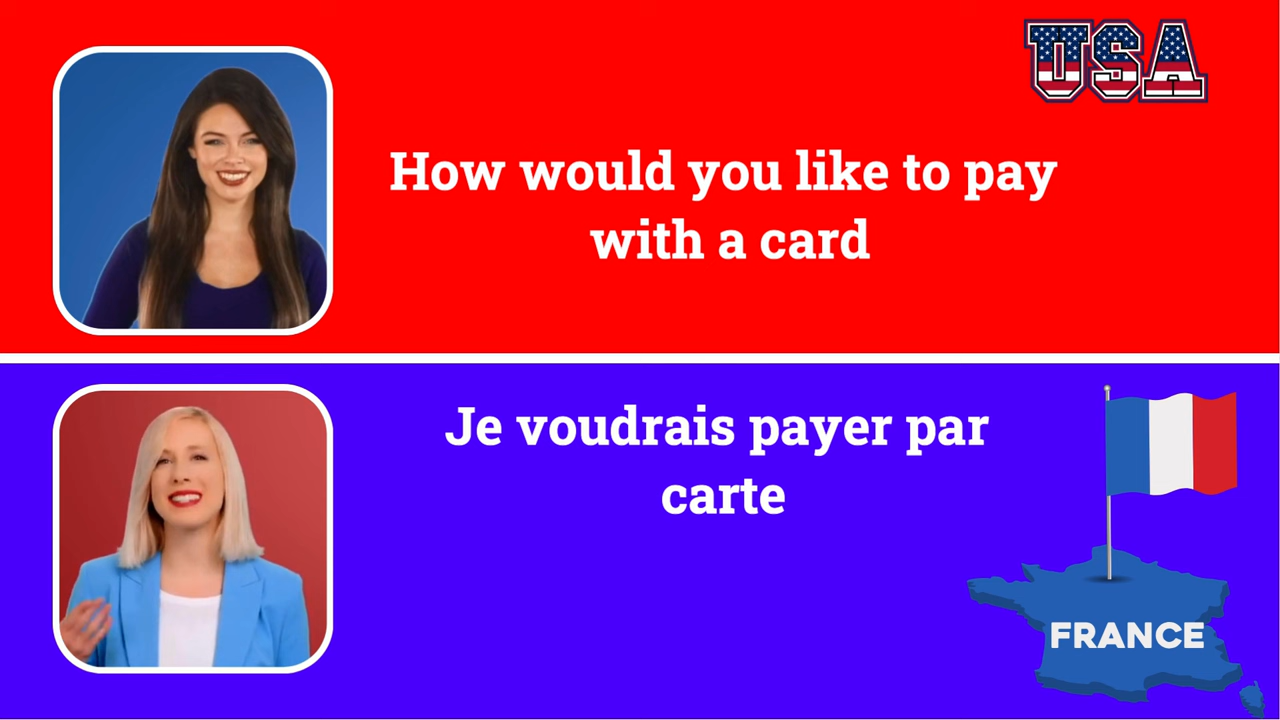 USA
How would you like to pay
with a card
Je voudrais payer par
carte
FRANCE